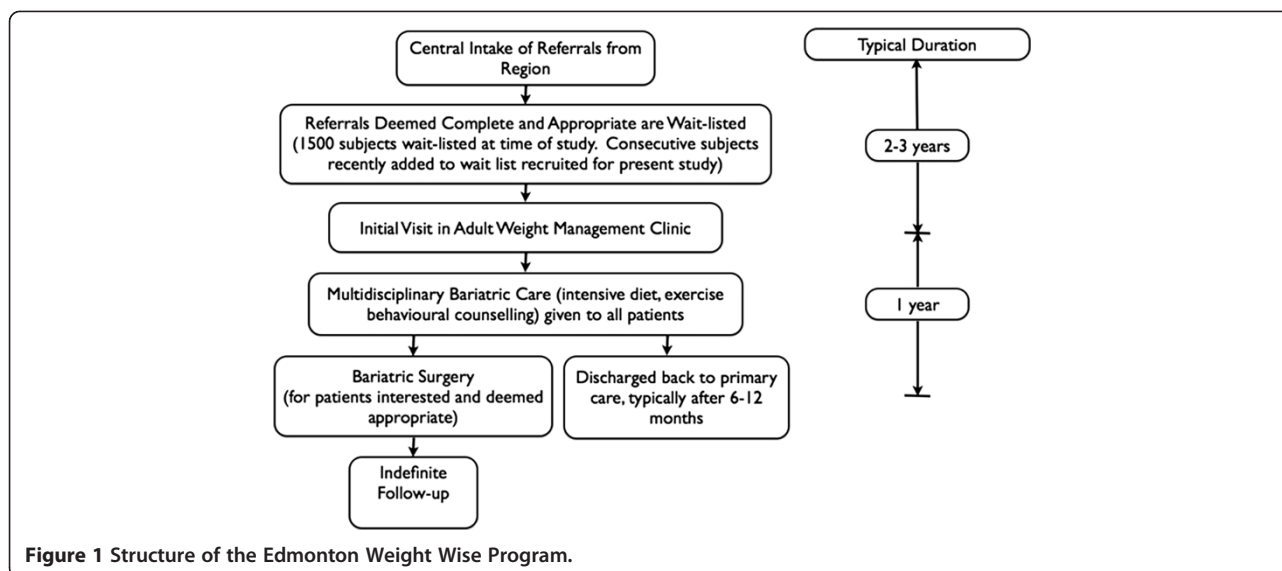 Central Intake of Referrals from
Region
Typical Duration
Referrals Deemed Complete and Appropriate are Wait-listed
(1500 subjects wait-listed at time of study. Consecutive subjects
recently added to wait list recruited for present study)
2-3 years
Initial Visit in Adult Weight Management Clinic
Multidisciplinary Bariatric Care (intensive diet, exercise
behavioural counselling) given to all patients
1 year
Bariatric Surgery
(for patients interested and deemed
appropriate)
Discharged back to primary
care, typically after 6-12
months
Indefinite
Follow-up
Figure 1 Structure of the Edmonton Weight Wise Program.